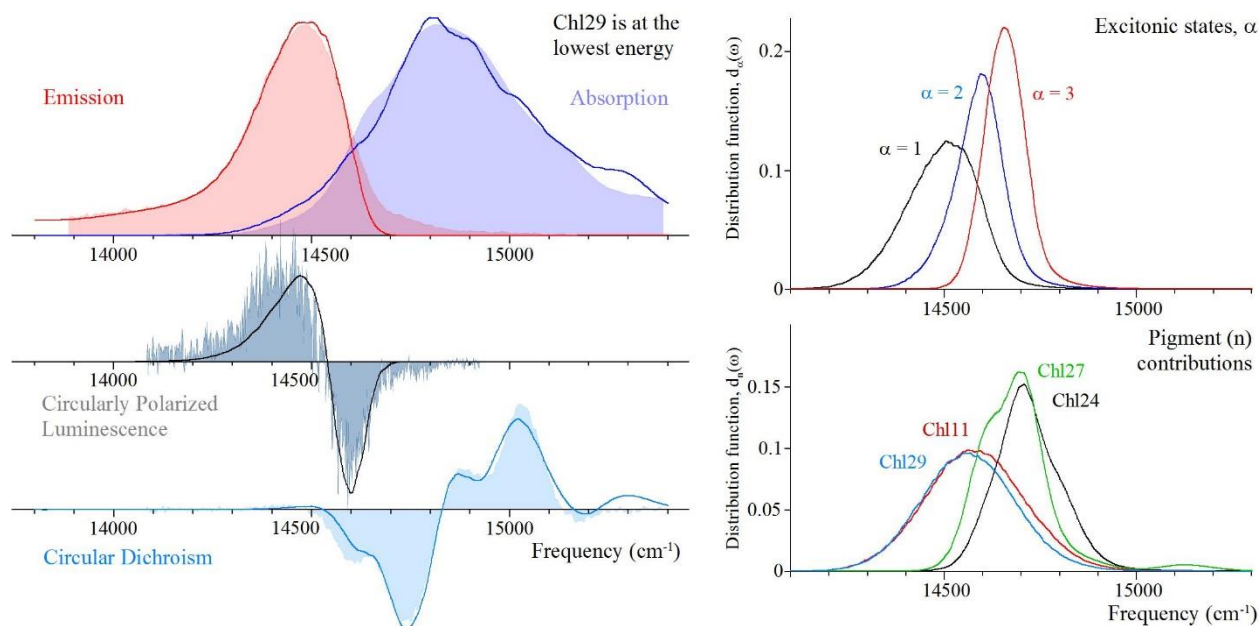 Chl29 is at the
lowest energy
Emission
Absorption
14000
14500
15000
14000
14500
15000
Circularly Polarized
Luminescence
14000
14500
15000
Circular Dichroism
Frequency (cm⁻¹)
Excitonic states, α
Distribution function, dα(ω)
0.2
0.1
0
α = 1
α = 2
α = 3
14500
15000
Pigment (n)
contributions
Distribution function, dn(ω)
0.15
0.1
0.05
0
Chl27
Chl24
Chl11
Chl29
14500
15000
Frequency (cm⁻¹)